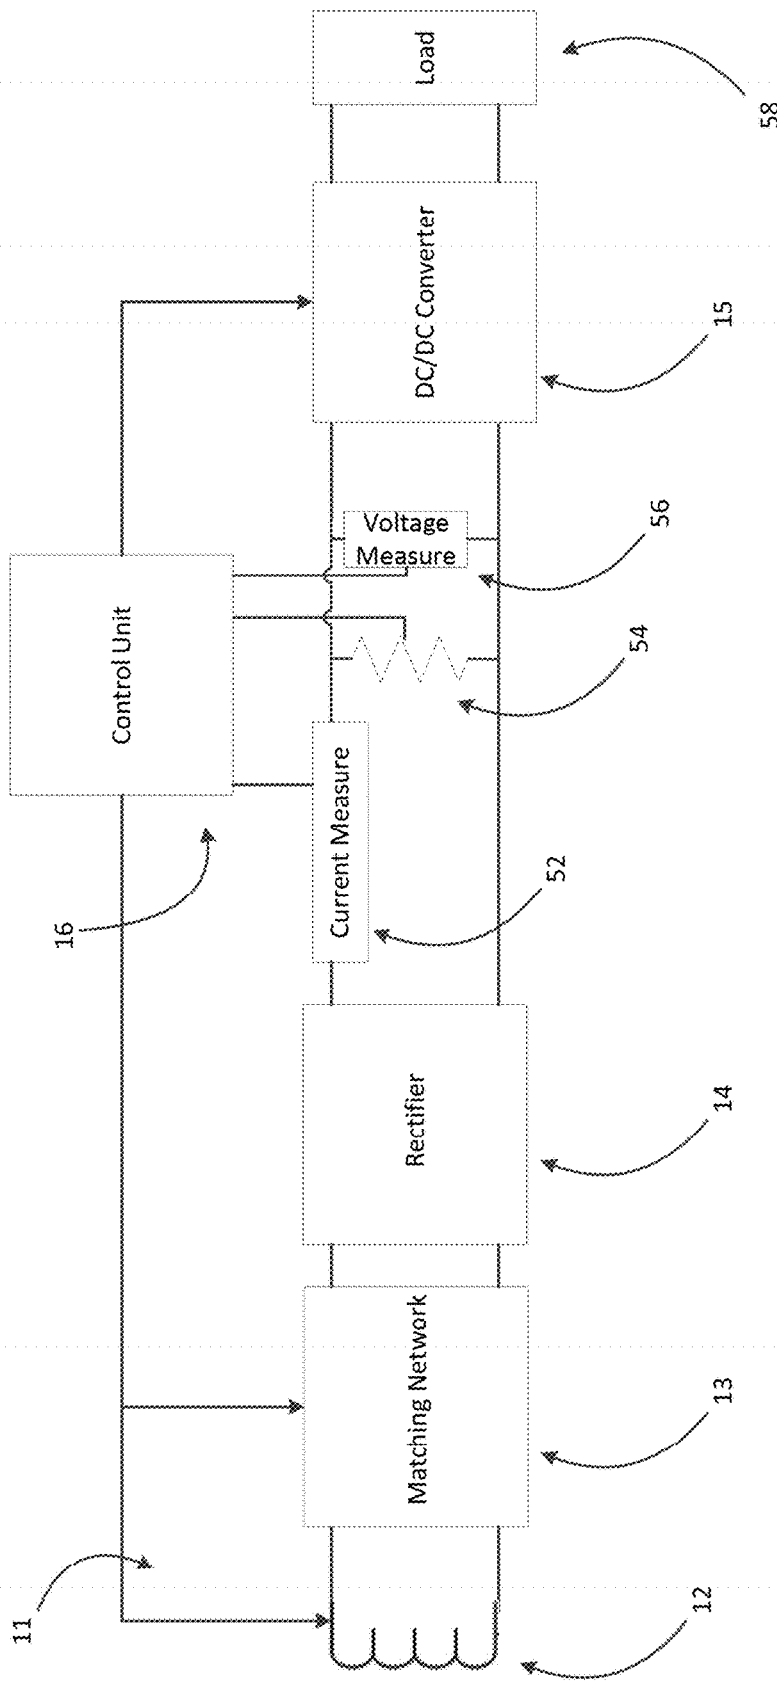 11
16
Control Unit
12
13
Matching Network
14
Rectifier
52
Current Measure
54
56
Voltage
Measure
15
DC/DC Converter
58
Load